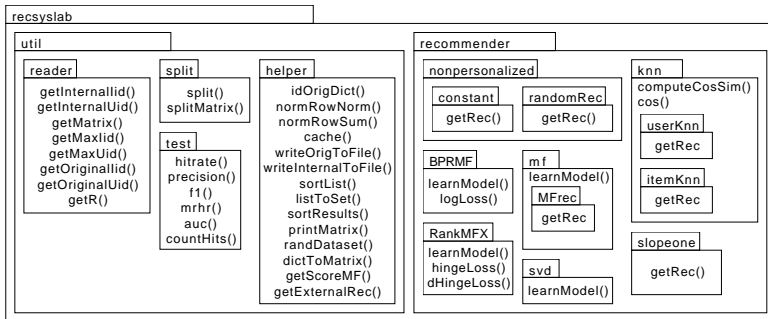 recsyslab
util
reader
getInternalIid()
getInternalUid()
getMatrix()
getMaxIid()
getMaxUid()
getOriginalIid()
getOriginalUid()
getR()
split
split()
splitMatrix()
test
hitrate()
precision()
f1()
mrhr()
auc()
countHits()
helper
idOrigDict()
normRowNorm()
normRowSum()
cache()
writeOrigToFile()
writeInternalToFile()
sortList()
listToSet()
sortResults()
printMatrix()
randDataset()
dictToMatrix()
getScoreMF()
getExternalRec()
recommender
nonpersonalized
constant
getRec()
randomRec
getRec()
BPRMF
learnModel()
logLoss()
RankMFX
learnModel()
hingeLoss()
dHingeLoss()
mf
learnModel()
MFrec
getRec
svd
learnModel()
knn
computeCosSim()
cos()
userKnn
getRec
itemKnn
getRec
slopeone
getRec()